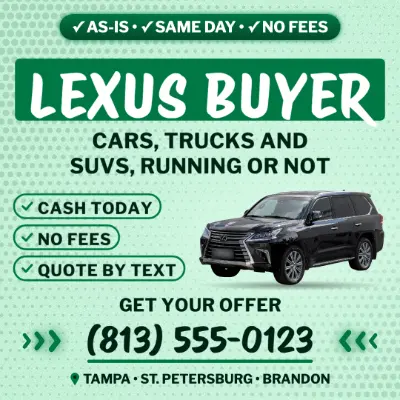 ✓ AS-IS • ✓ SAME DAY • ✓ NO FEES
LEXUS BUYER
CARS, TRUCKS AND
SUVS, RUNNING OR NOT
✓ CASH TODAY
✓ NO FEES
✓ QUOTE BY TEXT
GET YOUR OFFER
(813) 555-0123
TAMPA • ST. PETERSBURG • BRANDON